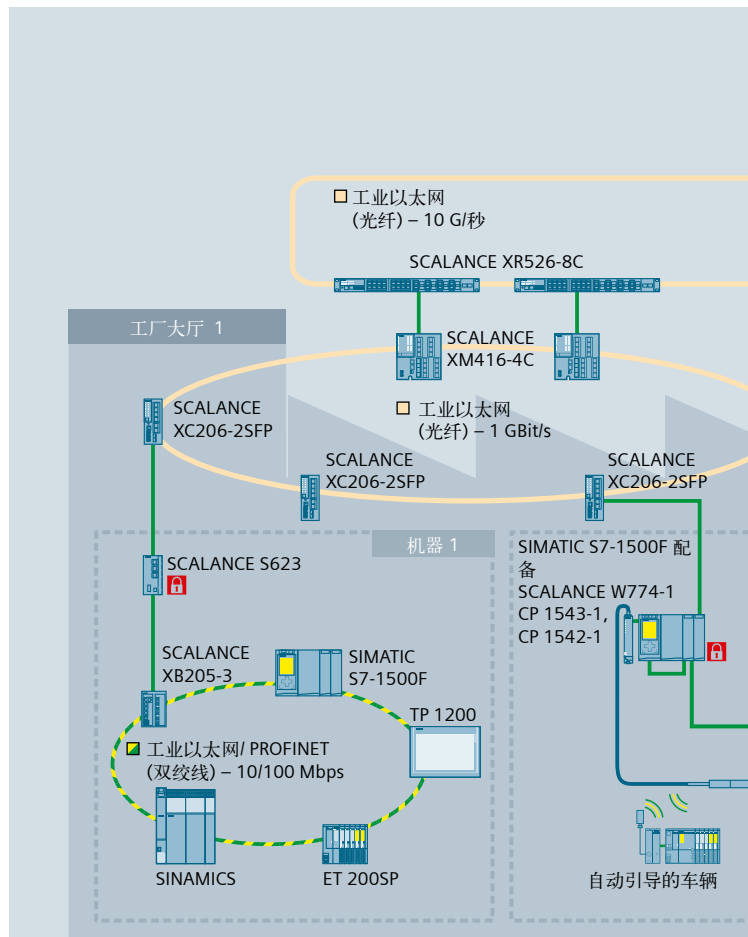 工业以太网
(光纤) – 10 G/秒
SCALANCE XR526-8C
工厂大厅 1
SCALANCE
XM416-4C
SCALANCE
XC206-2SFP
工业以太网
(光纤) – 1 GBit/s
SCALANCE
XC206-2SFP
SCALANCE
XC206-2SFP
机器 1
SCALANCE S623
SIMATIC S7-1500F 配
备
SCALANCE W774-1
CP 1543-1,
CP 1542-1
SCALANCE
XB205-3
SIMATIC
S7-1500F
TP 1200
工业以太网/ PROFINET
(双绞线) – 10/100 Mbps
SINAMICS
ET 200SP
自动引导的车辆